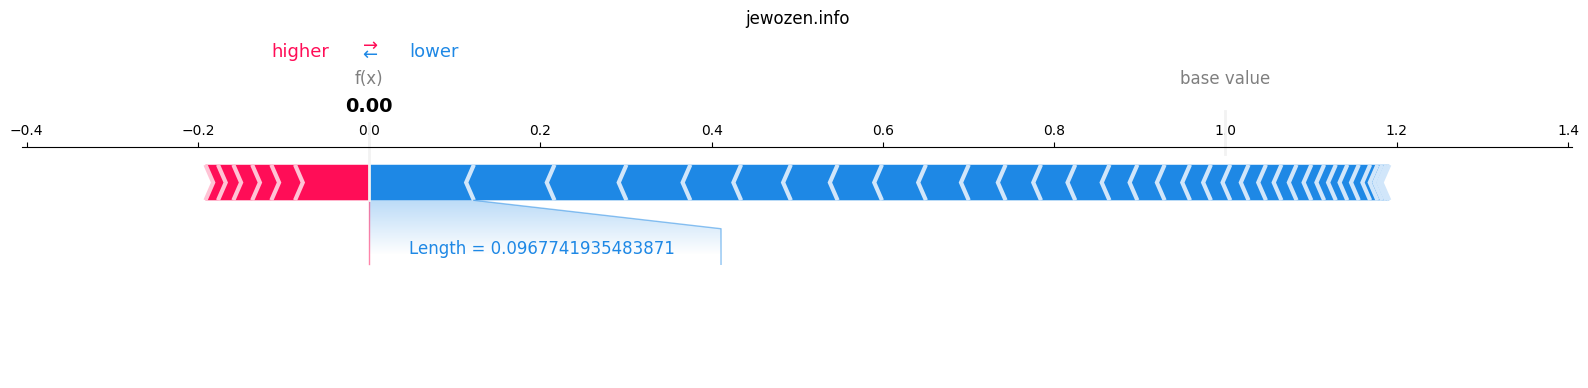 jewozen.info
higher ⇄ lower
f(x)
base value
0.00
−0.4 −0.2 0.0 0.2 0.4 0.6 0.8 1.0 1.2 1.4
Length = 0.0967741935483871